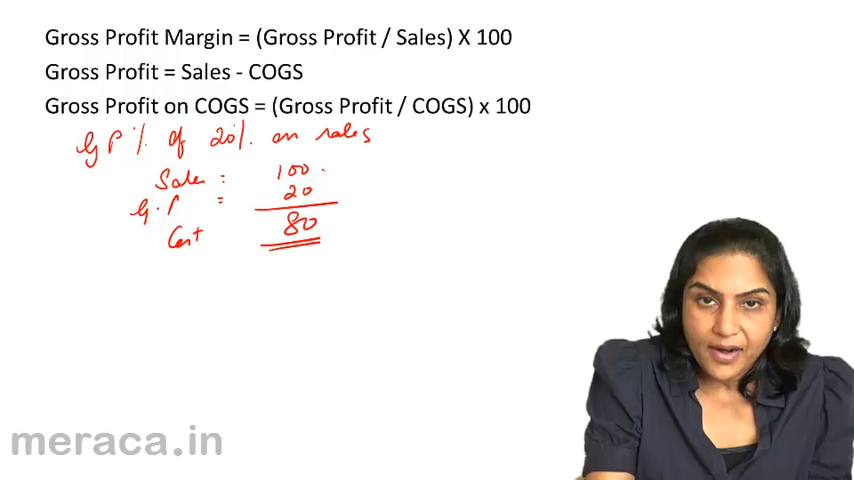 Gross Profit Margin = (Gross Profit / Sales) X 100
Gross Profit = Sales - COGS
Gross Profit on COGS = (Gross Profit / COGS) x 100
G P % of 20% on sales
Sales : 100
G.P = 20
Cost 80
meraca.in